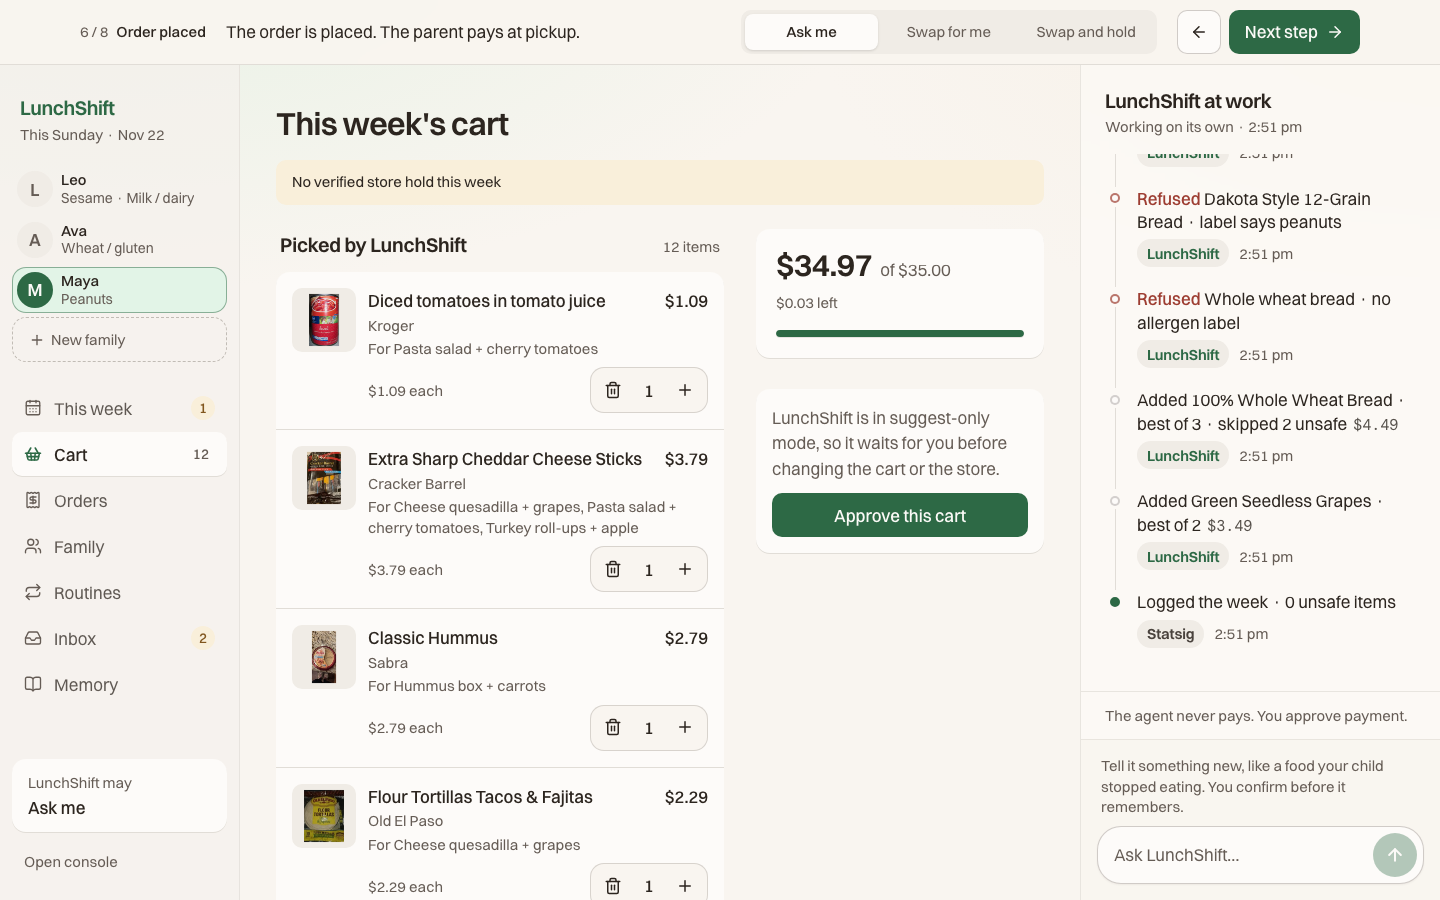 6 / 8 Order placed The order is placed. The parent pays at pickup.
Ask me Swap for me Swap and hold
Next step
LunchShift
This Sunday · Nov 22
L
Leo
Sesame · Milk / dairy
A
Ava
Wheat / gluten
M
Maya
Peanuts
New family
This week 1
Cart 12
Orders
Family
Routines
Inbox 2
Memory
LunchShift may
Ask me
Open console
This week's cart
No verified store hold this week
Picked by LunchShift 12 items
Diced tomatoes in tomato juice $1.09
Kroger
For Pasta salad + cherry tomatoes
$1.09 each 1
Extra Sharp Cheddar Cheese Sticks $3.79
Cracker Barrel
For Cheese quesadilla + grapes, Pasta salad +
cherry tomatoes, Turkey roll-ups + apple
$3.79 each 1
Classic Hummus $2.79
Sabra
For Hummus box + carrots
$2.79 each 1
Flour Tortillas Tacos & Fajitas $2.29
Old El Paso
For Cheese quesadilla + grapes
$2.29 each 1
$34.97 of $35.00
$0.03 left
LunchShift is in suggest-only
mode, so it waits for you before
changing the cart or the store.
Approve this cart
LunchShift at work
Working on its own · 2:51 pm
LunchShift 2:51 pm
Refused Dakota Style 12-Grain
Bread · label says peanuts
LunchShift 2:51 pm
Refused Whole wheat bread · no
allergen label
LunchShift 2:51 pm
Added 100% Whole Wheat Bread ·
best of 3 · skipped 2 unsafe $4.49
LunchShift 2:51 pm
Added Green Seedless Grapes ·
best of 2 $3.49
LunchShift 2:51 pm
Logged the week · 0 unsafe items
Statsig 2:51 pm
The agent never pays. You approve payment.
Tell it something new, like a food your child
stopped eating. You confirm before it
remembers.
Ask LunchShift...